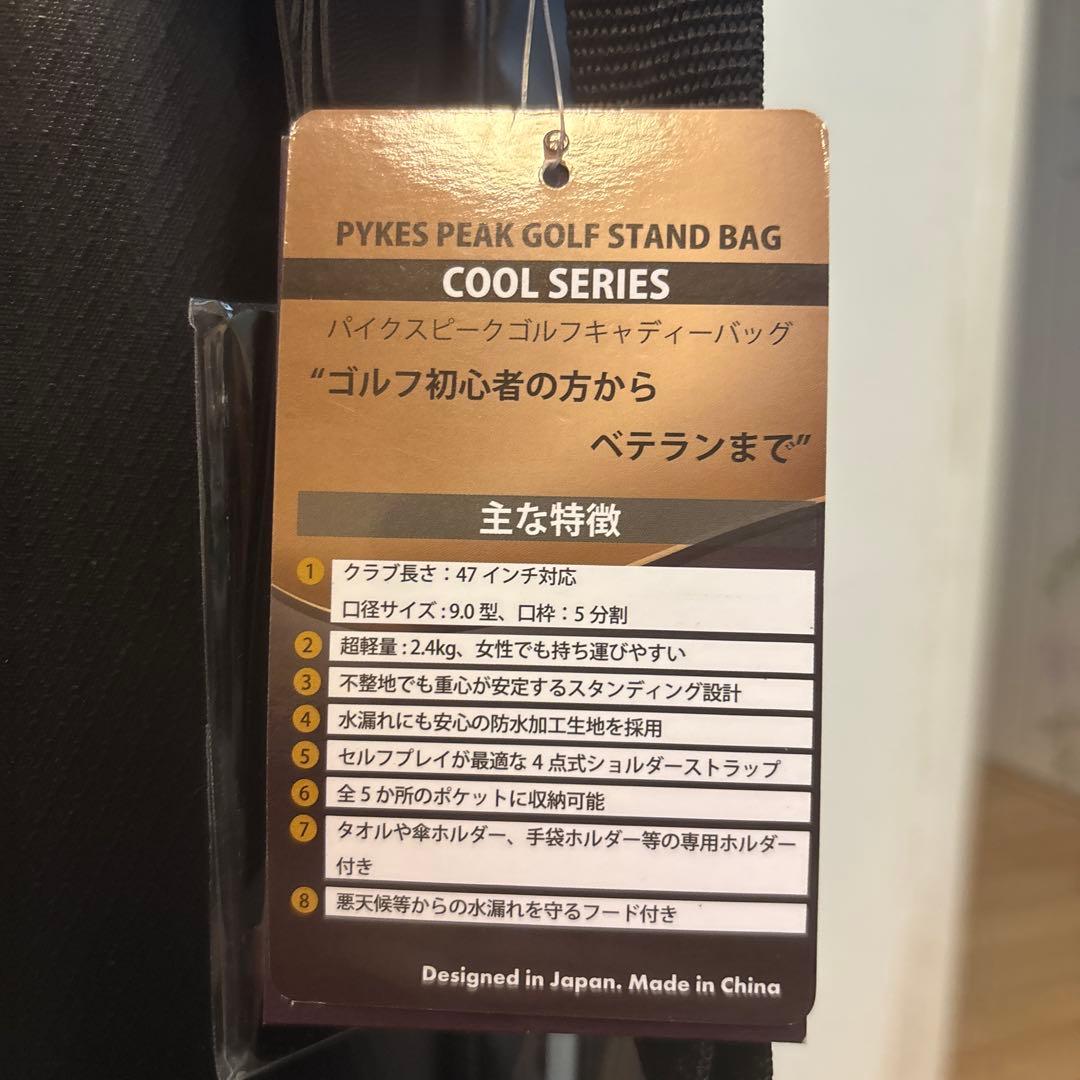 PYKES PEAK GOLF STAND BAG
COOL SERIES
パイクスピークゴルフキャディーバッグ
“ゴルフ初心者の方から
ベテランまで”
主な特徴
1 クラブ長さ：47 インチ対応
口径サイズ : 9.0 型、口枠：5 分割
2 超軽量 : 2.4kg、女性でも持ち運びやすい
3 不整地でも重心が安定するスタンディング設計
4 水漏れにも安心の防水加工生地を採用
5 セルフプレイが最適な 4 点式ショルダーストラップ
6 全 5 か所のポケットに収納可能
7 タオルや傘ホルダー、手袋ホルダー等の専用ホルダー
付き
8 悪天候等からの水漏れを守るフード付き
Designed in Japan. Made in China